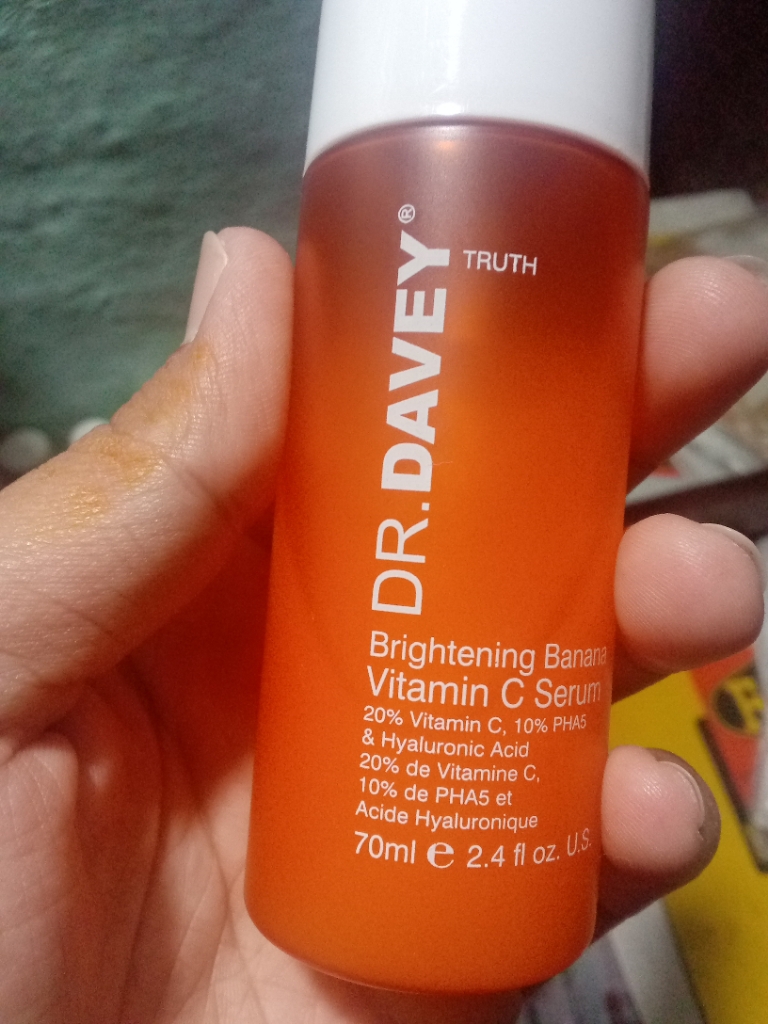 DR.DAVEY®
TRUTH
Brightening Banana
Vitamin C Serum
20% Vitamin C, 10% PHA5
& Hyaluronic Acid
20% de Vitamine C,
10% de PHA5 et
Acide Hyaluronique
70ml e 2.4 fl oz. U.S.